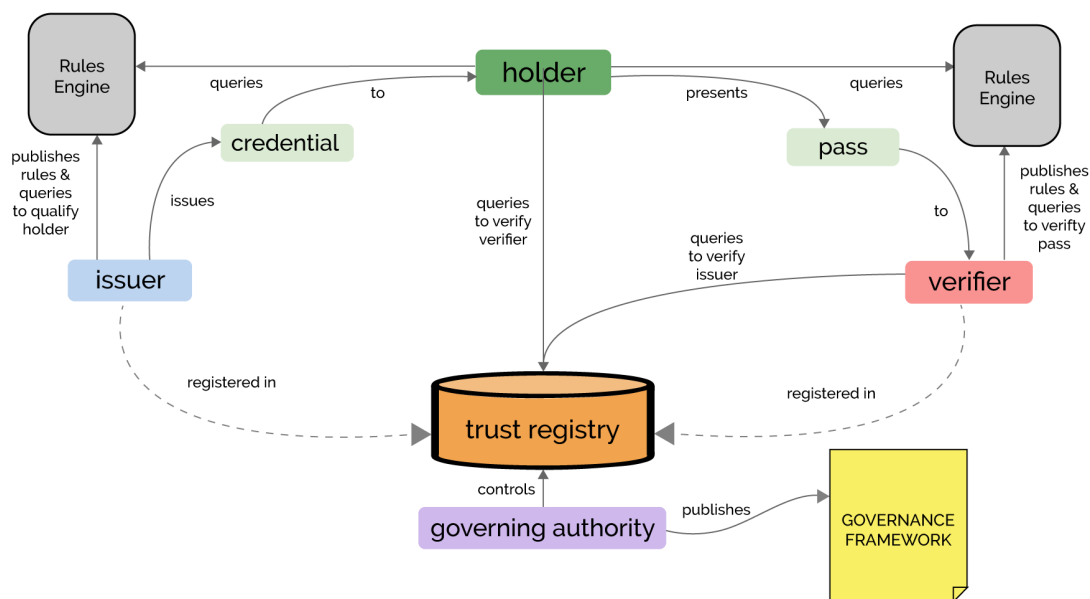 Rules
Engine
queries
to
holder
presents
queries
Rules
Engine
credential
pass
publishes
rules &
queries
to qualify
holder
issues
queries
to verify
verifier
queries
to verify
issuer
to
publishes
rules &
queries
to verifty
pass
issuer
verifier
registered in
registered in
trust registry
controls
governing authority
publishes
GOVERNANCE
FRAMEWORK